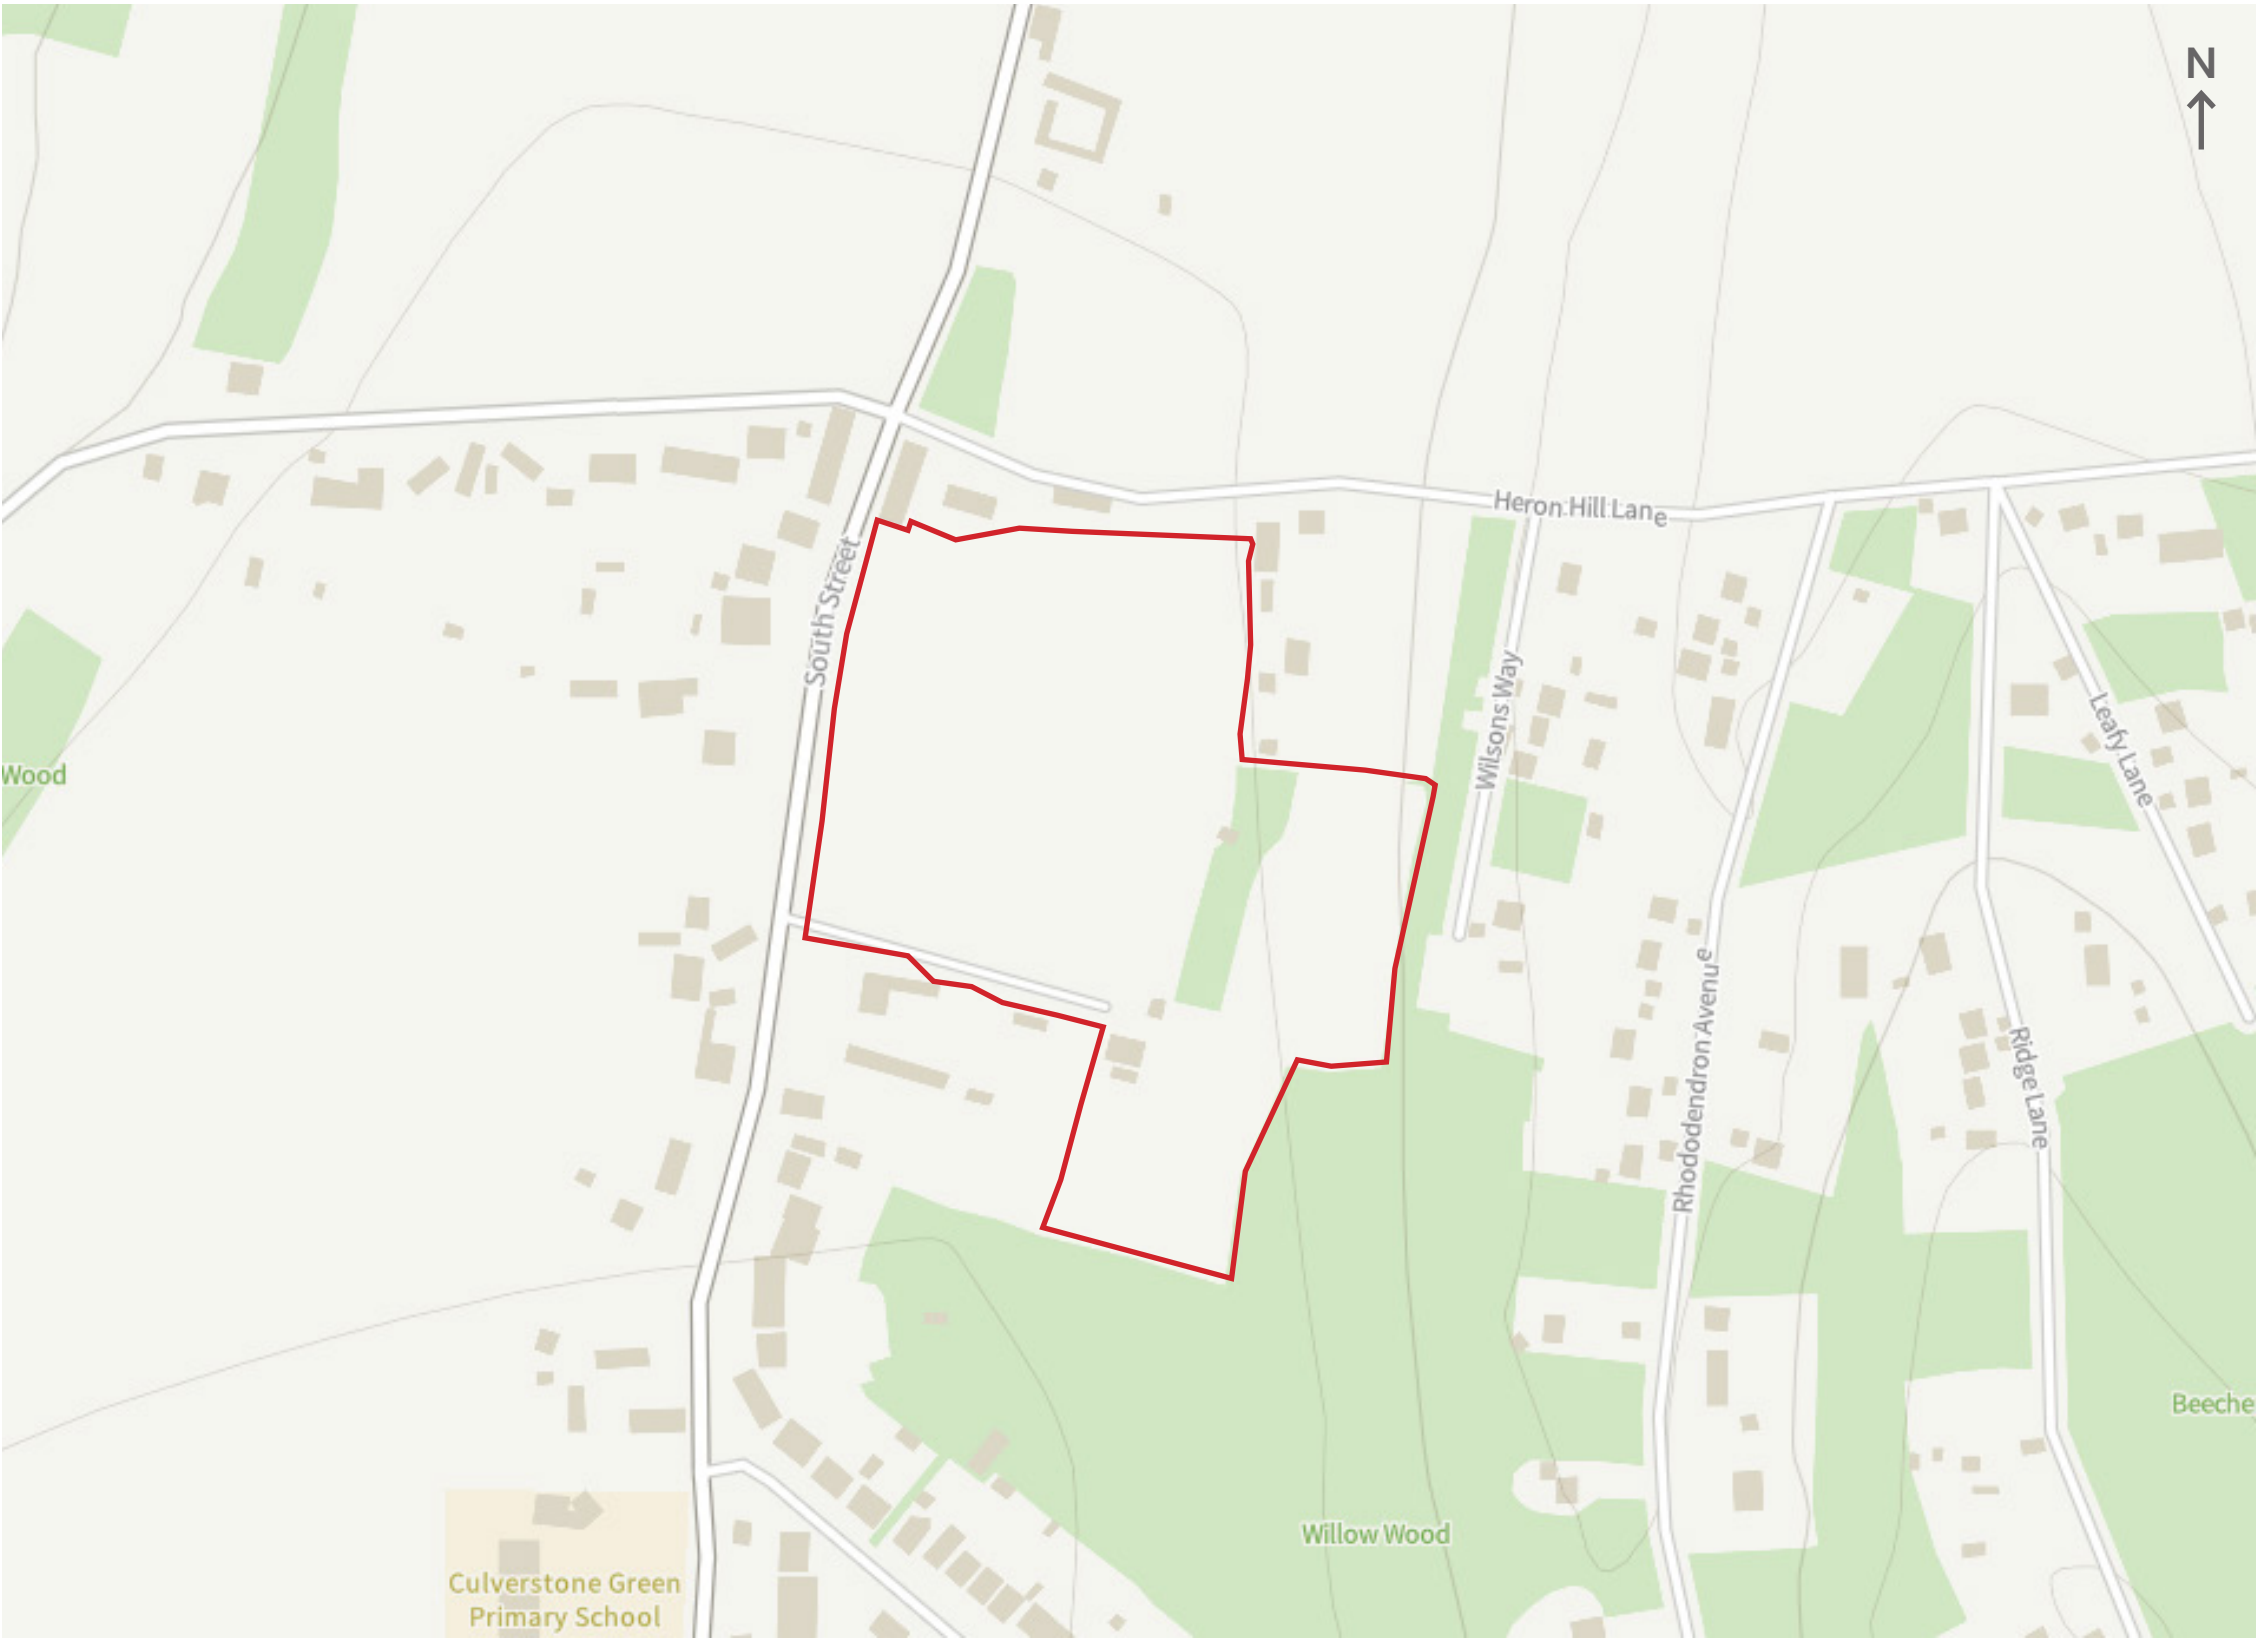 N
Heron Hill Lane
South Street
Wilsons Way
Leafy Lane
Wood
Rhododendron Avenue
Ridge Lane
Beeche
Willow Wood
Culverstone Green
Primary School